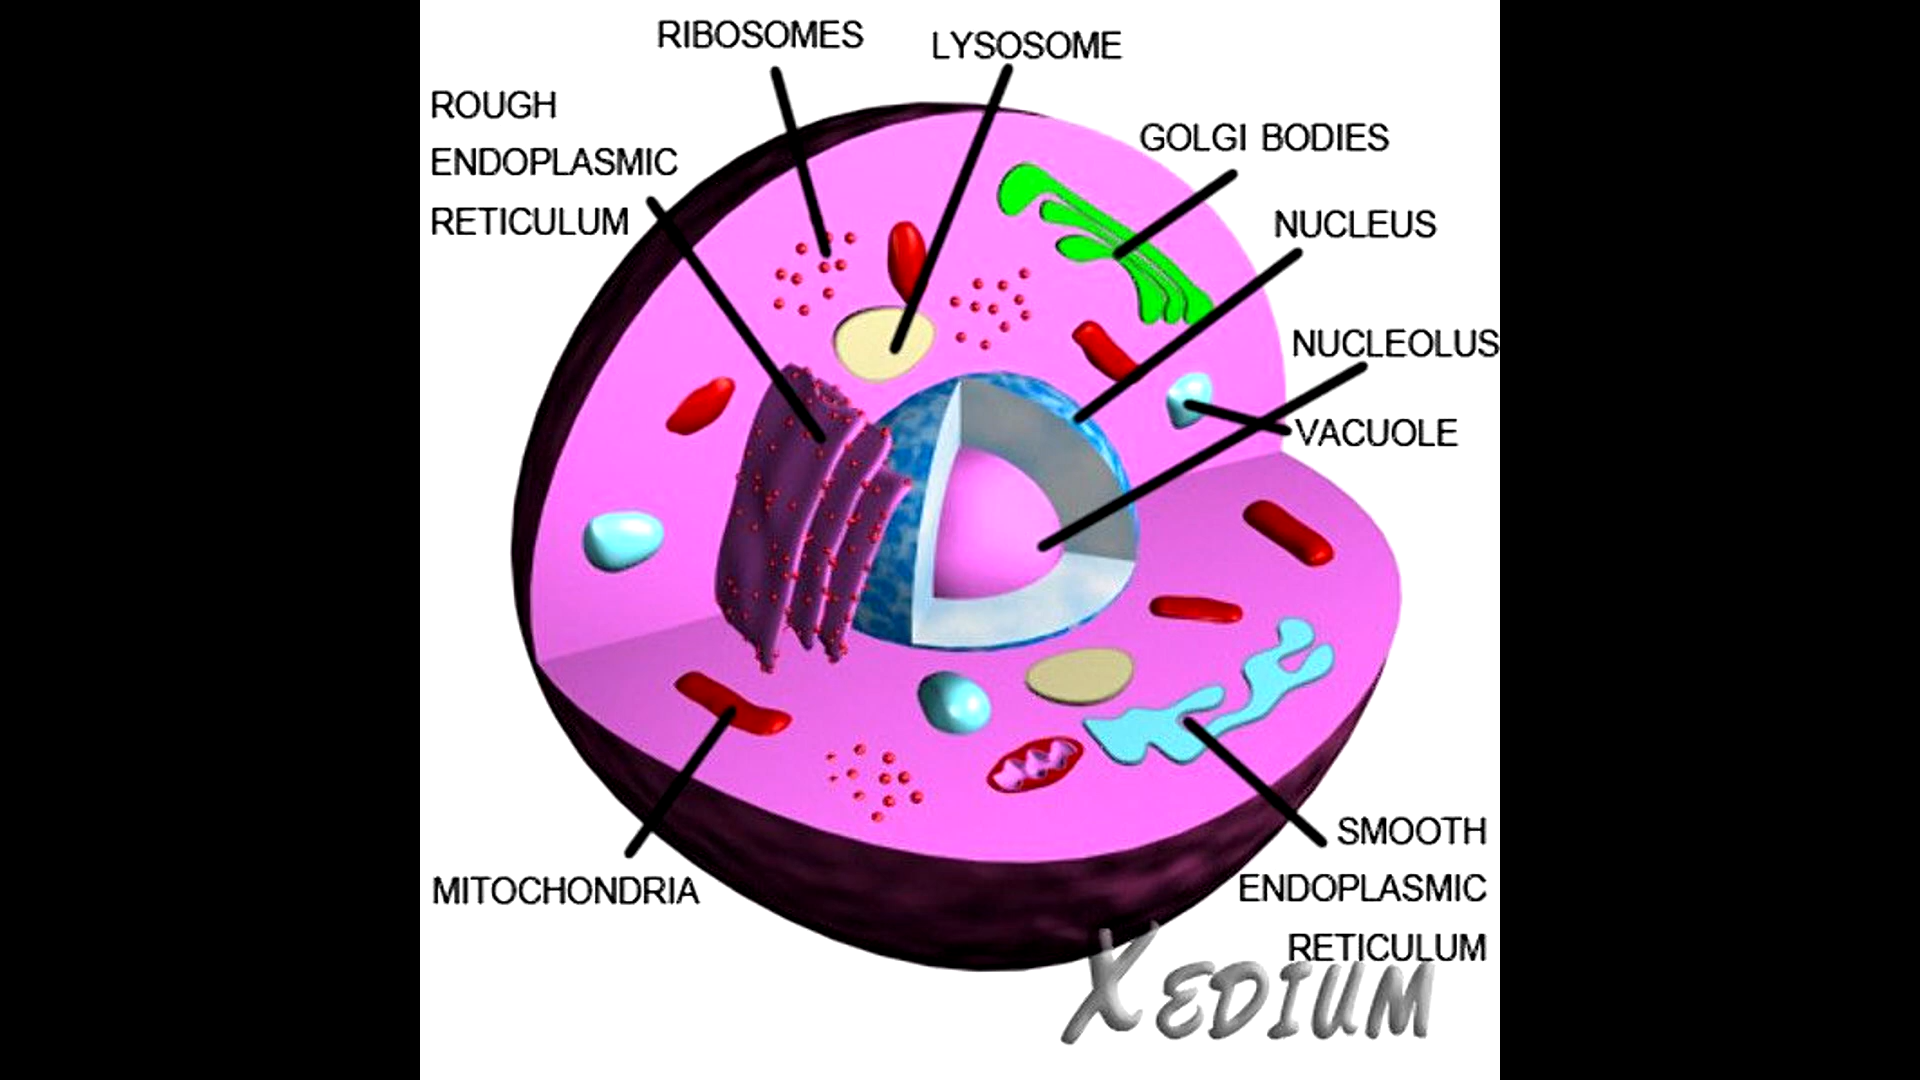 RIBOSOMES
LYSOSOME
ROUGH
ENDOPLASMIC
RETICULUM
GOLGI BODIES
NUCLEUS
NUCLEOLUS
VACUOLE
MITOCHONDRIA
SMOOTH
ENDOPLASMIC
RETICULUM
XEDIUM